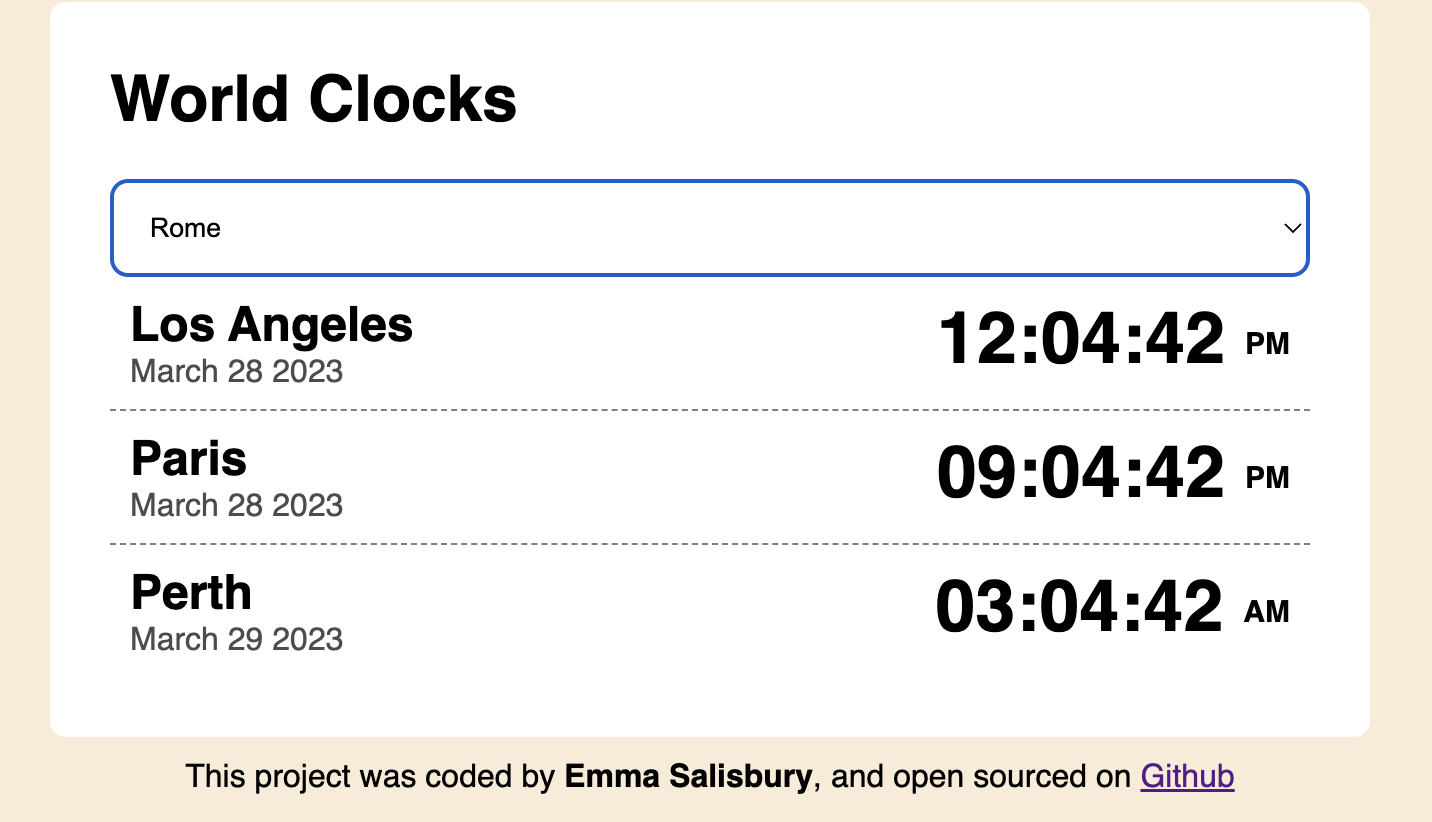 World Clocks
Rome
Los Angeles 12:04:42 PM
March 28 2023
Paris 09:04:42 PM
March 28 2023
Perth 03:04:42 AM
March 29 2023
This project was coded by Emma Salisbury, and open sourced on Github